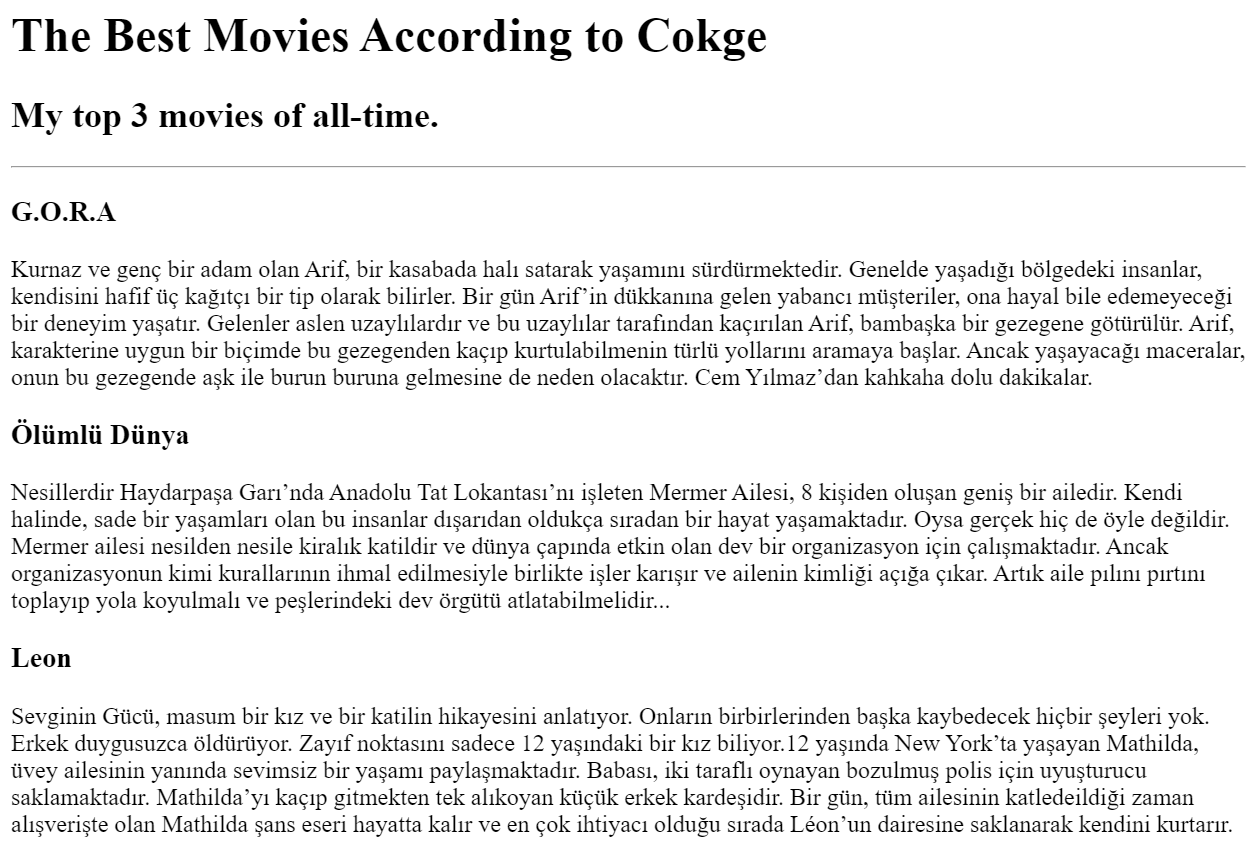 The Best Movies According to Cokge
My top 3 movies of all-time.
G.O.R.A
Kurnaz ve genç bir adam olan Arif, bir kasabada halı satarak yaşamını sürdürmektedir. Genelde yaşadığı bölgedeki insanlar,
kendisini hafif üç kağıtçı bir tip olarak bilirler. Bir gün Arif’in dükkanına gelen yabancı müşteriler, ona hayal bile edemeyeceği
bir deneyim yaşatır. Gelenler aslen uzaylılardır ve bu uzaylılar tarafından kaçırılan Arif, bambaşka bir gezegene götürülür. Arif,
karakterine uygun bir biçimde bu gezegenden kaçıp kurtulabilmenin türlü yollarını aramaya başlar. Ancak yaşayacağı maceralar,
onun bu gezegende aşk ile burun buruna gelmesine de neden olacaktır. Cem Yılmaz’dan kahkaha dolu dakikalar.
Ölümlü Dünya
Nesillerdir Haydarpaşa Garı’nda Anadolu Tat Lokantası’nı işleten Mermer Ailesi, 8 kişiden oluşan geniş bir ailedir. Kendi
halinde, sade bir yaşamları olan bu insanlar dışarıdan oldukça sıradan bir hayat yaşamaktadır. Oysa gerçek hiç de öyle değildir.
Mermer ailesi nesilden nesile kiralık katildir ve dünya çapında etkin olan dev bir organizasyon için çalışmaktadır. Ancak
organizasyonun kimi kurallarının ihmal edilmesiyle birlikte işler karışır ve ailenin kimliği açığa çıkar. Artık aile pılını pırtını
toplayıp yola koyulmalı ve peşlerindeki dev örgütü atlatabilmelidir...
Leon
Sevginin Gücü, masum bir kız ve bir katilin hikayesini anlatıyor. Onların birbirlerinden başka kaybedecek hiçbir şeyleri yok.
Erkek duygusuzca öldürüyor. Zayıf noktasını sadece 12 yaşındaki bir kız biliyor.12 yaşında New York’ta yaşayan Mathilda,
üvey ailesinin yanında sevimsiz bir yaşamı paylaşmaktadır. Babası, iki taraflı oynayan bozulmuş polis için uyuşturucu
saklamaktadır. Mathilda’yı kaçıp gitmekten tek alıkoyan küçük erkek kardeşidir. Bir gün, tüm ailesinin katledeildiği zaman
alışverişte olan Mathilda şans eseri hayatta kalır ve en çok ihtiyacı olduğu sırada Léon’un dairesine saklanarak kendini kurtarır.